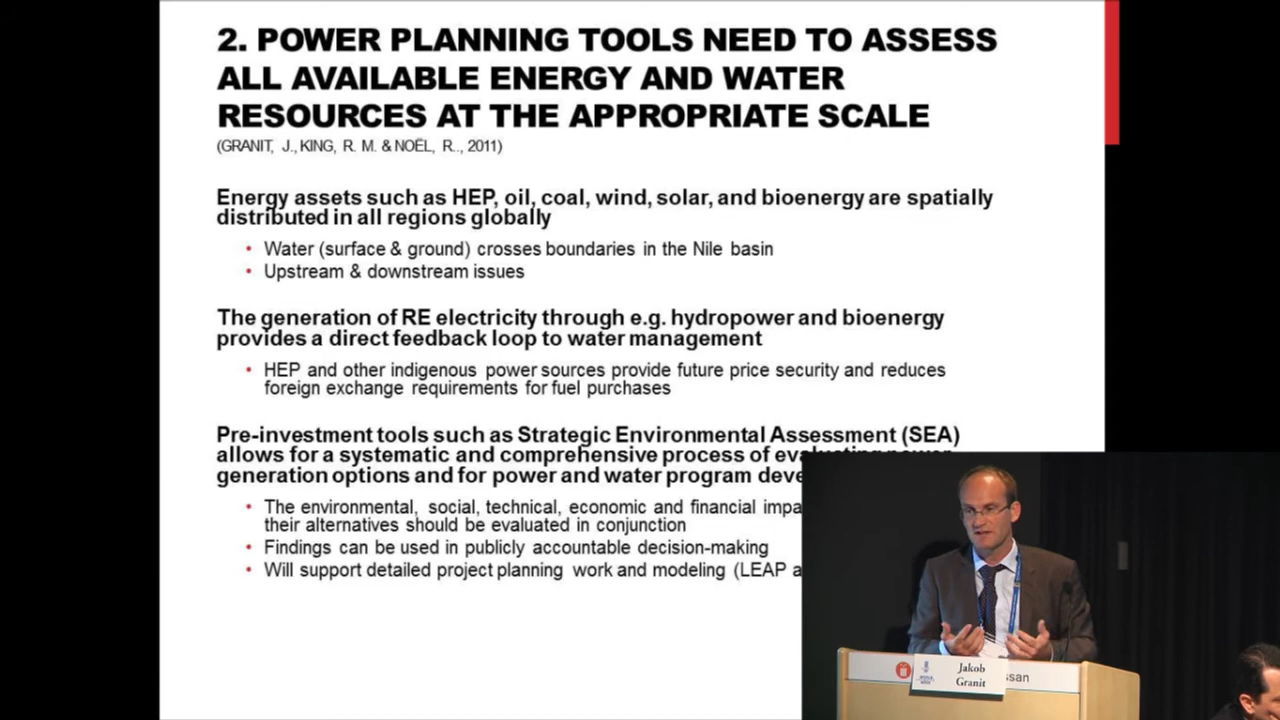 2. POWER PLANNING TOOLS NEED TO ASSESS
ALL AVAILABLE ENERGY AND WATER
RESOURCES AT THE APPROPRIATE SCALE
(GRANIT, J., KING, R. M. & NOËL, R.., 2011)
Energy assets such as HEP, oil, coal, wind, solar, and bioenergy are spatially
distributed in all regions globally
• Water (surface & ground) crosses boundaries in the Nile basin
• Upstream & downstream issues
The generation of RE electricity through e.g. hydropower and bioenergy
provides a direct feedback loop to water management
• HEP and other indigenous power sources provide future price security and reduces
foreign exchange requirements for fuel purchases
Pre-investment tools such as Strategic Environmental Assessment (SEA)
allows for a systematic and comprehensive process of evaluating power
generation options and for power and water program deve
• The environmental, social, technical, economic and financial impa
their alternatives should be evaluated in conjunction
• Findings can be used in publicly accountable decision-making
• Will support detailed project planning work and modeling (LEAP a
Jakob
Granit
ssan